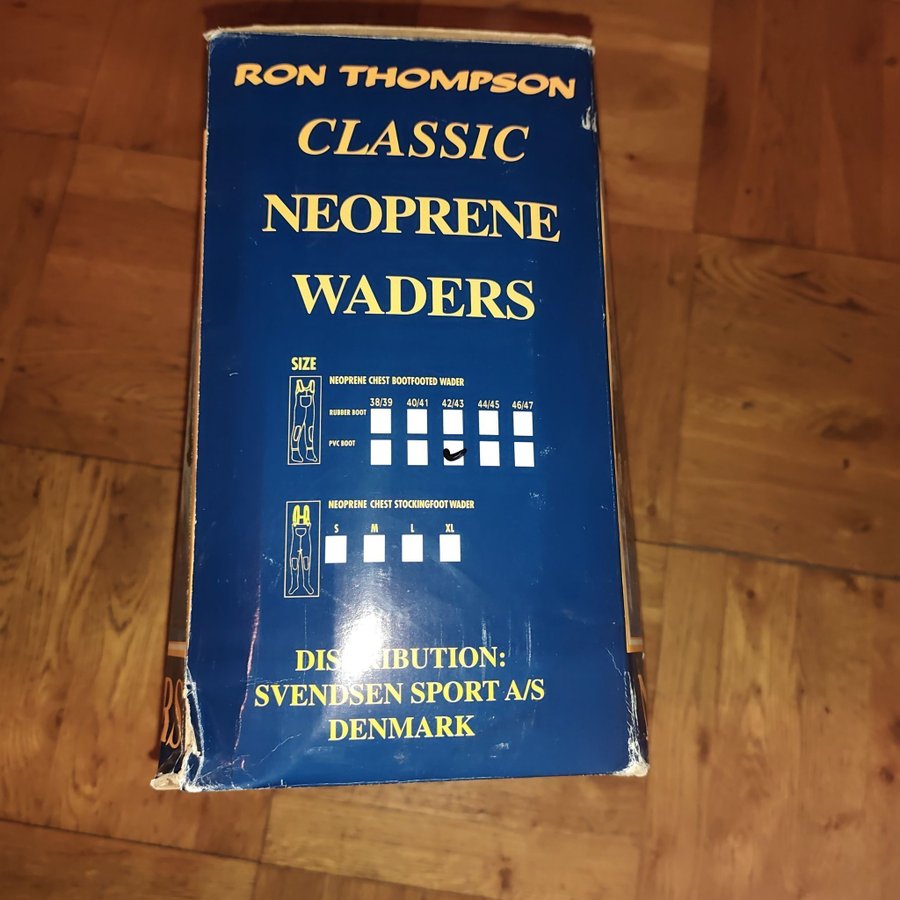 RON THOMPSON
CLASSIC
NEOPRENE
WADERS
SIZE
NEOPRENE CHEST BOOTFOOTED WADER
38/39 40/41 42/43 44/45 46/47
RUBBER BOOT
PVC BOOT
NEOPRENE CHEST STOCKINGFOOT WADER
S M L XL
DISTRIBUTION:
SVENDSEN SPORT A/S
DENMARK
RS